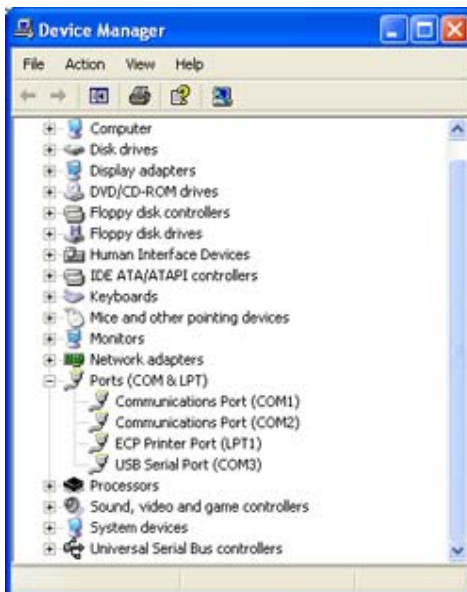 Device Manager
File Action View Help
Computer
Disk drives
Display adapters
DVD/CD-ROM drives
Floppy disk controllers
Floppy disk drives
Human Interface Devices
IDE ATA/ATAPI controllers
Keyboards
Mice and other pointing devices
Monitors
Network adapters
Ports (COM & LPT)
Communications Port (COM1)
Communications Port (COM2)
ECP Printer Port (LPT1)
USB Serial Port (COM3)
Processors
Sound, video and game controllers
System devices
Universal Serial Bus controllers